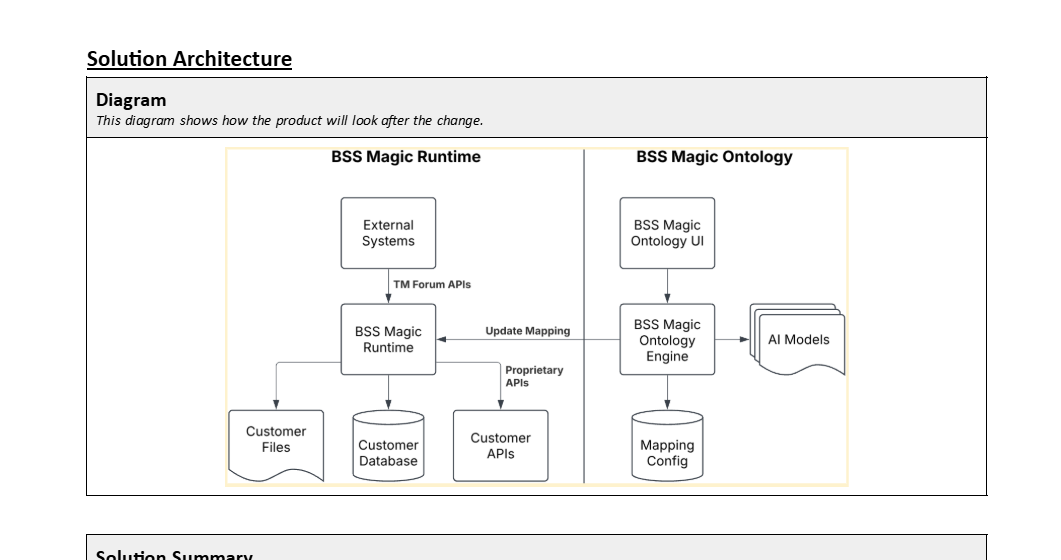 Solution Architecture
Diagram
This diagram shows how the product will look after the change.
BSS Magic Runtime
BSS Magic Ontology
External
Systems
BSS Magic
Ontology UI
TM Forum APIs
BSS Magic
Runtime
Update Mapping
BSS Magic
Ontology
Engine
AI Models
Proprietary
APIs
Customer
Files
Customer
Database
Customer
APIs
Mapping
Config
Solution Summary